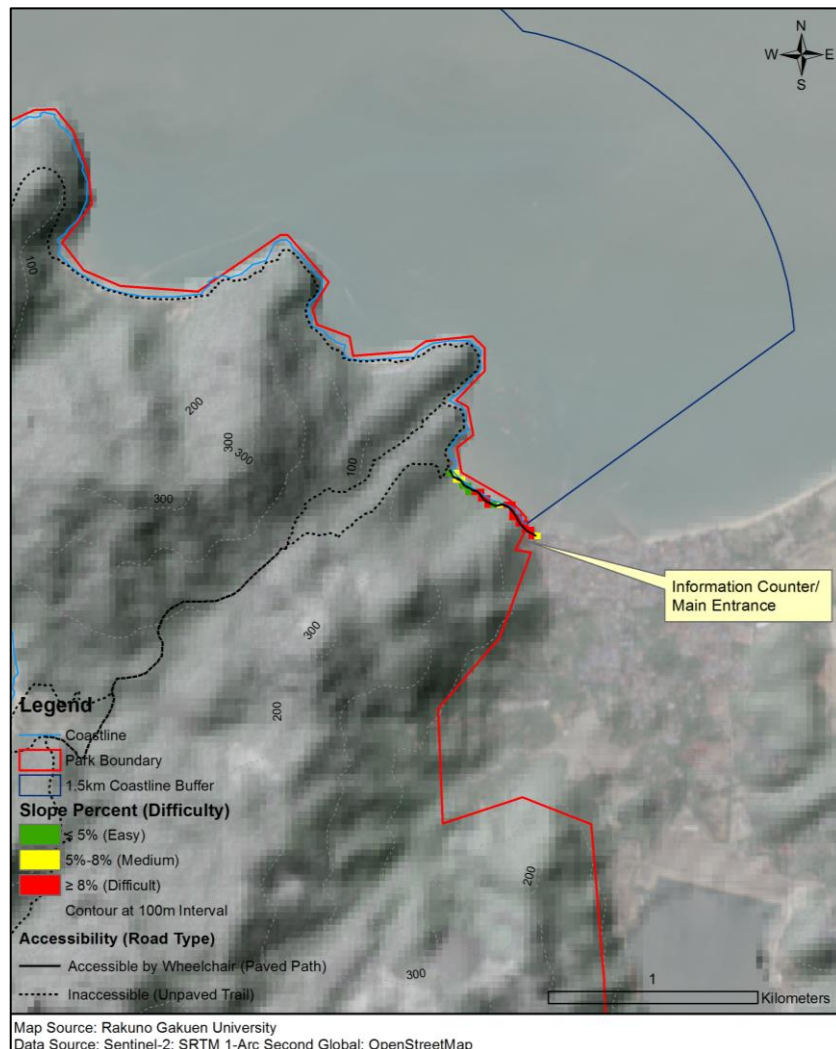 N
W E
S
100
200
300
300
300
100
300
200
200
300
Information Counter/
Main Entrance
Legend
Coastline
Park Boundary
1.5km Coastline Buffer
Slope Percent (Difficulty)
≤ 5% (Easy)
5%-8% (Medium)
≥ 8% (Difficult)
Contour at 100m Interval
Accessibility (Road Type)
Accessible by Wheelchair (Paved Path)
Inaccessible (Unpaved Trail)
1
Kilometers
Map Source: Rakuno Gakuen University
Data Source: Sentinel-2; SRTM 1-Arc Second Global; OpenStreetMap